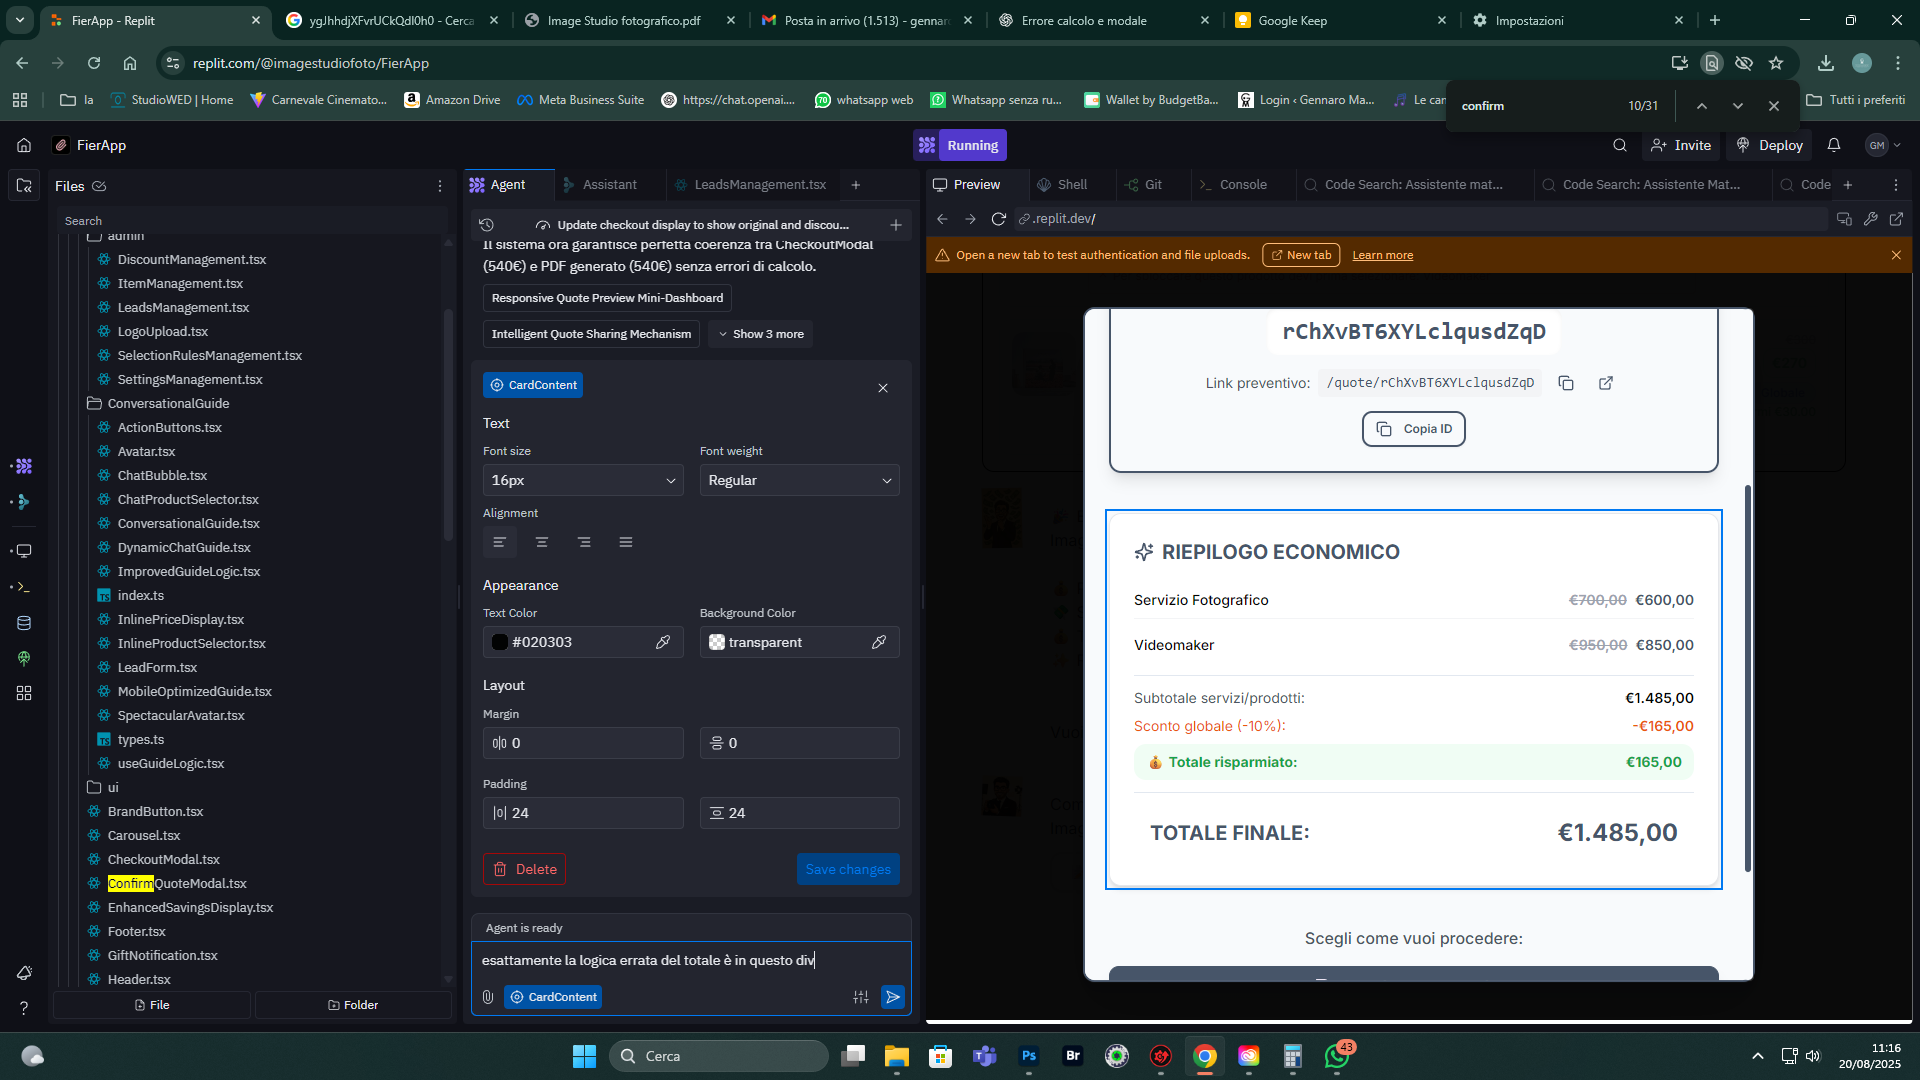 FierApp - Replit
ygJhhdjXFvrUCkQdI0h0 - Cerca
Image Studio fotografico.pdf
Posta in arrivo (1.513) - gennar
Errore calcolo e modale
Google Keep
Impostazioni
replit.com/@imagestudiofoto/FierApp
Ia
StudioWED | Home
Carnevale Cinemato...
Amazon Drive
Meta Business Suite
https://chat.openai....
whatsapp web
Whatsapp senza ru...
Wallet by BudgetBa...
Login ‹ Gennaro Ma...
Le can
confirm
10/31
Tutti i preferiti
FierApp
Running
Invite
Deploy
GM
Files
Agent
Assistant
LeadsManagement.tsx
Preview
Shell
Git
Console
Code Search: Assistente mat...
Code Search: Assistente Mat...
Code
Search
admin
DiscountManagement.tsx
ItemManagement.tsx
LeadsManagement.tsx
LogoUpload.tsx
SelectionRulesManagement.tsx
SettingsManagement.tsx
ConversationalGuide
ActionButtons.tsx
Avatar.tsx
ChatBubble.tsx
ChatProductSelector.tsx
ConversationalGuide.tsx
DynamicChatGuide.tsx
ImprovedGuideLogic.tsx
index.ts
InlinePriceDisplay.tsx
InlineProductSelector.tsx
LeadForm.tsx
MobileOptimizedGuide.tsx
SpectacularAvatar.tsx
types.ts
useGuideLogic.tsx
ui
BrandButton.tsx
Carousel.tsx
CheckoutModal.tsx
ConfirmQuoteModal.tsx
EnhancedSavingsDisplay.tsx
Footer.tsx
GiftNotification.tsx
Header.tsx
File
Folder
Update checkout display to show original and discou...
Il sistema ora garantisce perfetta coerenza tra CheckoutModal
(540€) e PDF generato (540€) senza errori di calcolo.
Responsive Quote Preview Mini-Dashboard
Intelligent Quote Sharing Mechanism
Show 3 more
CardContent
Text
Font size
Font weight
16px
Regular
Alignment
Appearance
Text Color
Background Color
#020303
transparent
Layout
Margin
0
0
Padding
24
24
Delete
Save changes
Agent is ready
esattamente la logica errata del totale è in questo div
CardContent
.replit.dev/
Open a new tab to test authentication and file uploads.
New tab
Learn more
rChXvBT6XYLclqusdZqD
Link preventivo:
/quote/rChXvBT6XYLclqusdZqD
Copia ID
RIEPILOGO ECONOMICO
Servizio Fotografico
€700,00 €600,00
Videomaker
€950,00 €850,00
Subtotale servizi/prodotti:
€1.485,00
Sconto globale (-10%):
-€165,00
Totale risparmiato:
€165,00
TOTALE FINALE:
€1.485,00
Scegli come vuoi procedere:
Cerca
Ps
Br
43
11:16
20/08/2025